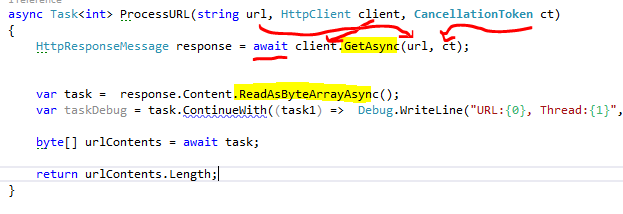 1 reference
async Task<int> ProcessURL(string url, HttpClient client, CancellationToken ct)
{
HttpResponseMessage response = await client.GetAsync(url, ct);
var task = response.Content.ReadAsByteArrayAsync();
var taskDebug = task.ContinueWith((task1) => Debug.WriteLine("URL:{0}, Thread:{1}",
byte[] urlContents = await task;
return urlContents.Length;
}